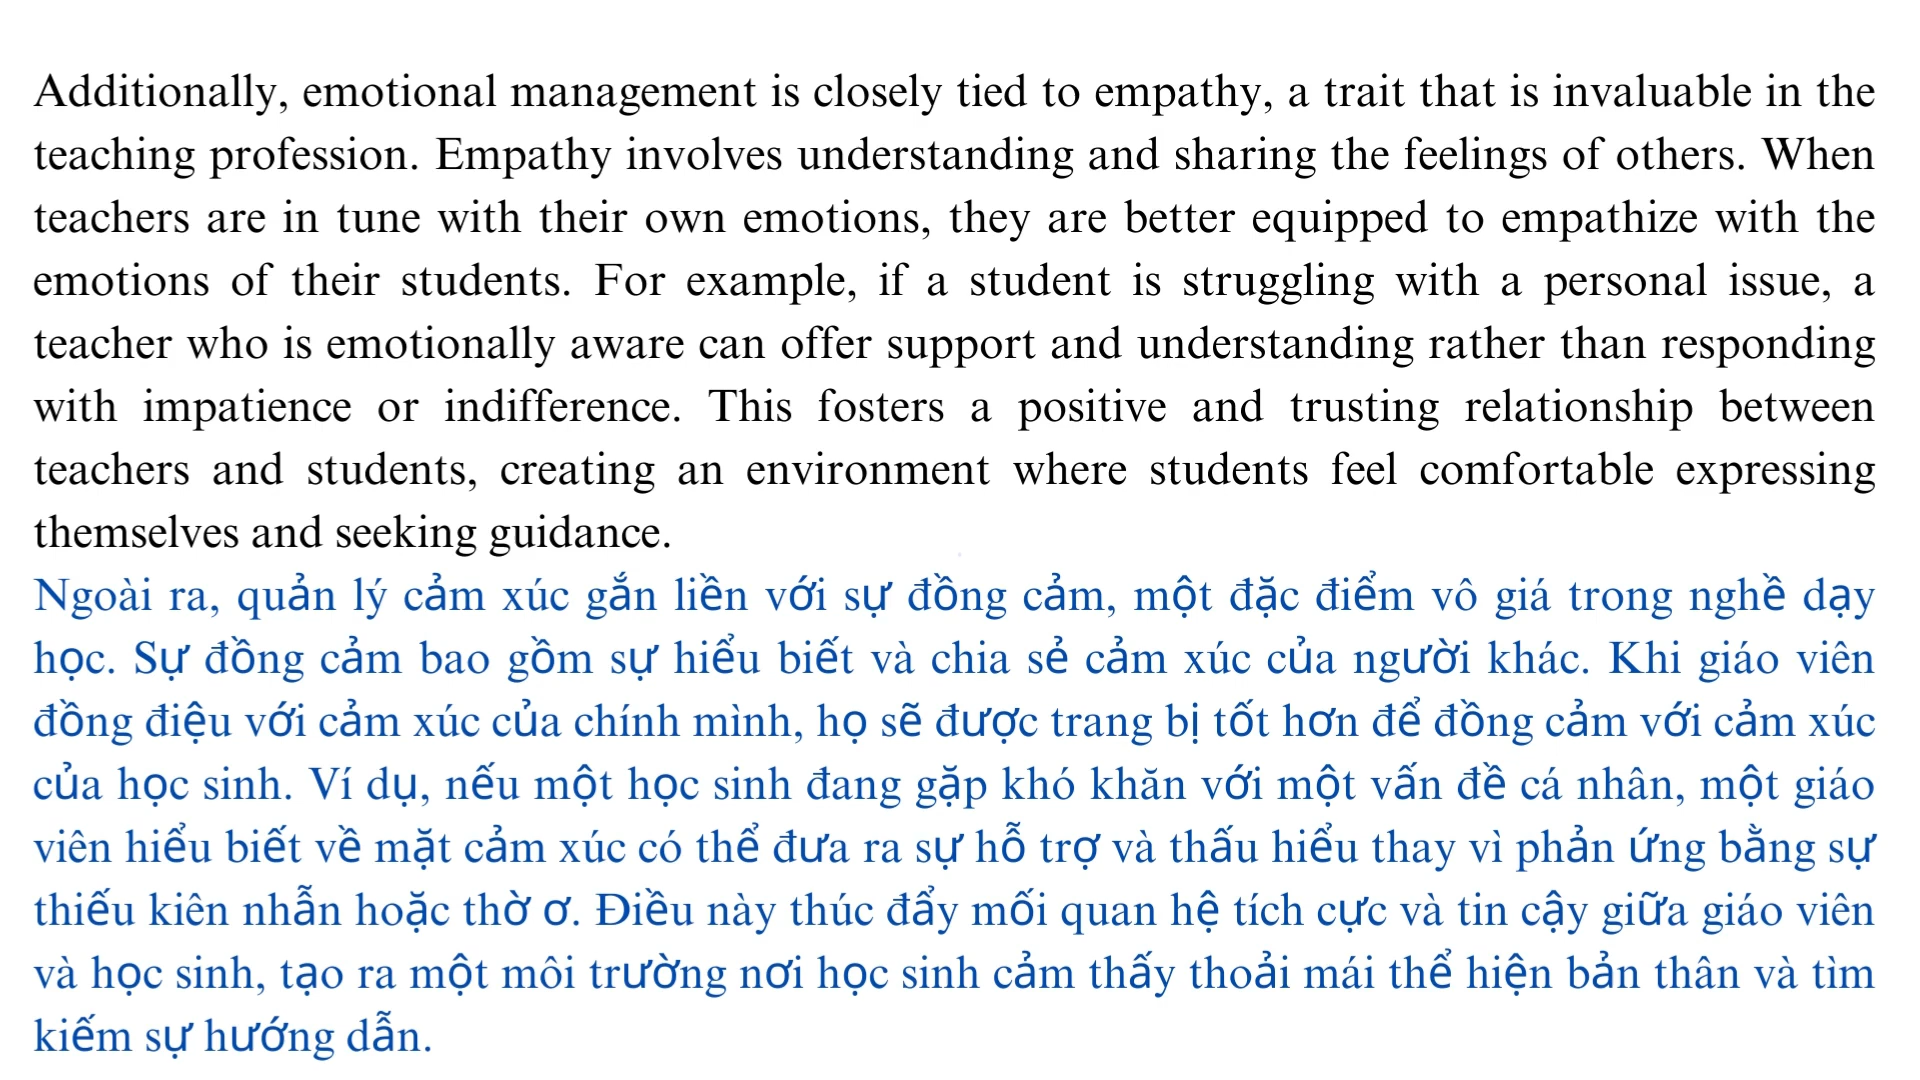 Additionally, emotional management is closely tied to empathy, a trait that is invaluable in the
teaching profession. Empathy involves understanding and sharing the feelings of others. When
teachers are in tune with their own emotions, they are better equipped to empathize with the
emotions of their students. For example, if a student is struggling with a personal issue, a
teacher who is emotionally aware can offer support and understanding rather than responding
with impatience or indifference. This fosters a positive and trusting relationship between
teachers and students, creating an environment where students feel comfortable expressing
themselves and seeking guidance.
Ngoài ra, quản lý cảm xúc gắn liền với sự đồng cảm, một đặc điểm vô giá trong nghề dạy
học. Sự đồng cảm bao gồm sự hiểu biết và chia sẻ cảm xúc của người khác. Khi giáo viên
đồng điệu với cảm xúc của chính mình, họ sẽ được trang bị tốt hơn để đồng cảm với cảm xúc
của học sinh. Ví dụ, nếu một học sinh đang gặp khó khăn với một vấn đề cá nhân, một giáo
viên hiểu biết về mặt cảm xúc có thể đưa ra sự hỗ trợ và thấu hiểu thay vì phản ứng bằng sự
thiếu kiên nhẫn hoặc thờ ơ. Điều này thúc đẩy mối quan hệ tích cực và tin cậy giữa giáo viên
và học sinh, tạo ra một môi trường nơi học sinh cảm thấy thoải mái thể hiện bản thân và tìm
kiếm sự hướng dẫn.